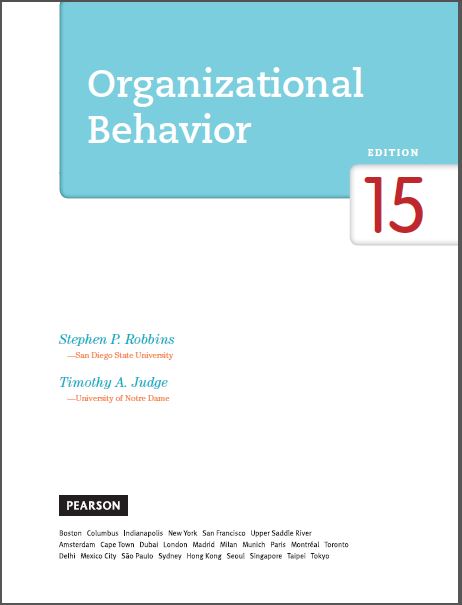 Organizational
Behavior
EDITION
15
Stephen P. Robbins
—San Diego State University
Timothy A. Judge
—University of Notre Dame
PEARSON
Boston Columbus Indianapolis New York San Francisco Upper Saddle River
Amsterdam Cape Town Dubai London Madrid Milan Munich Paris Montréal Toronto
Delhi Mexico City São Paulo Sydney Hong Kong Seoul Singapore Taipei Tokyo